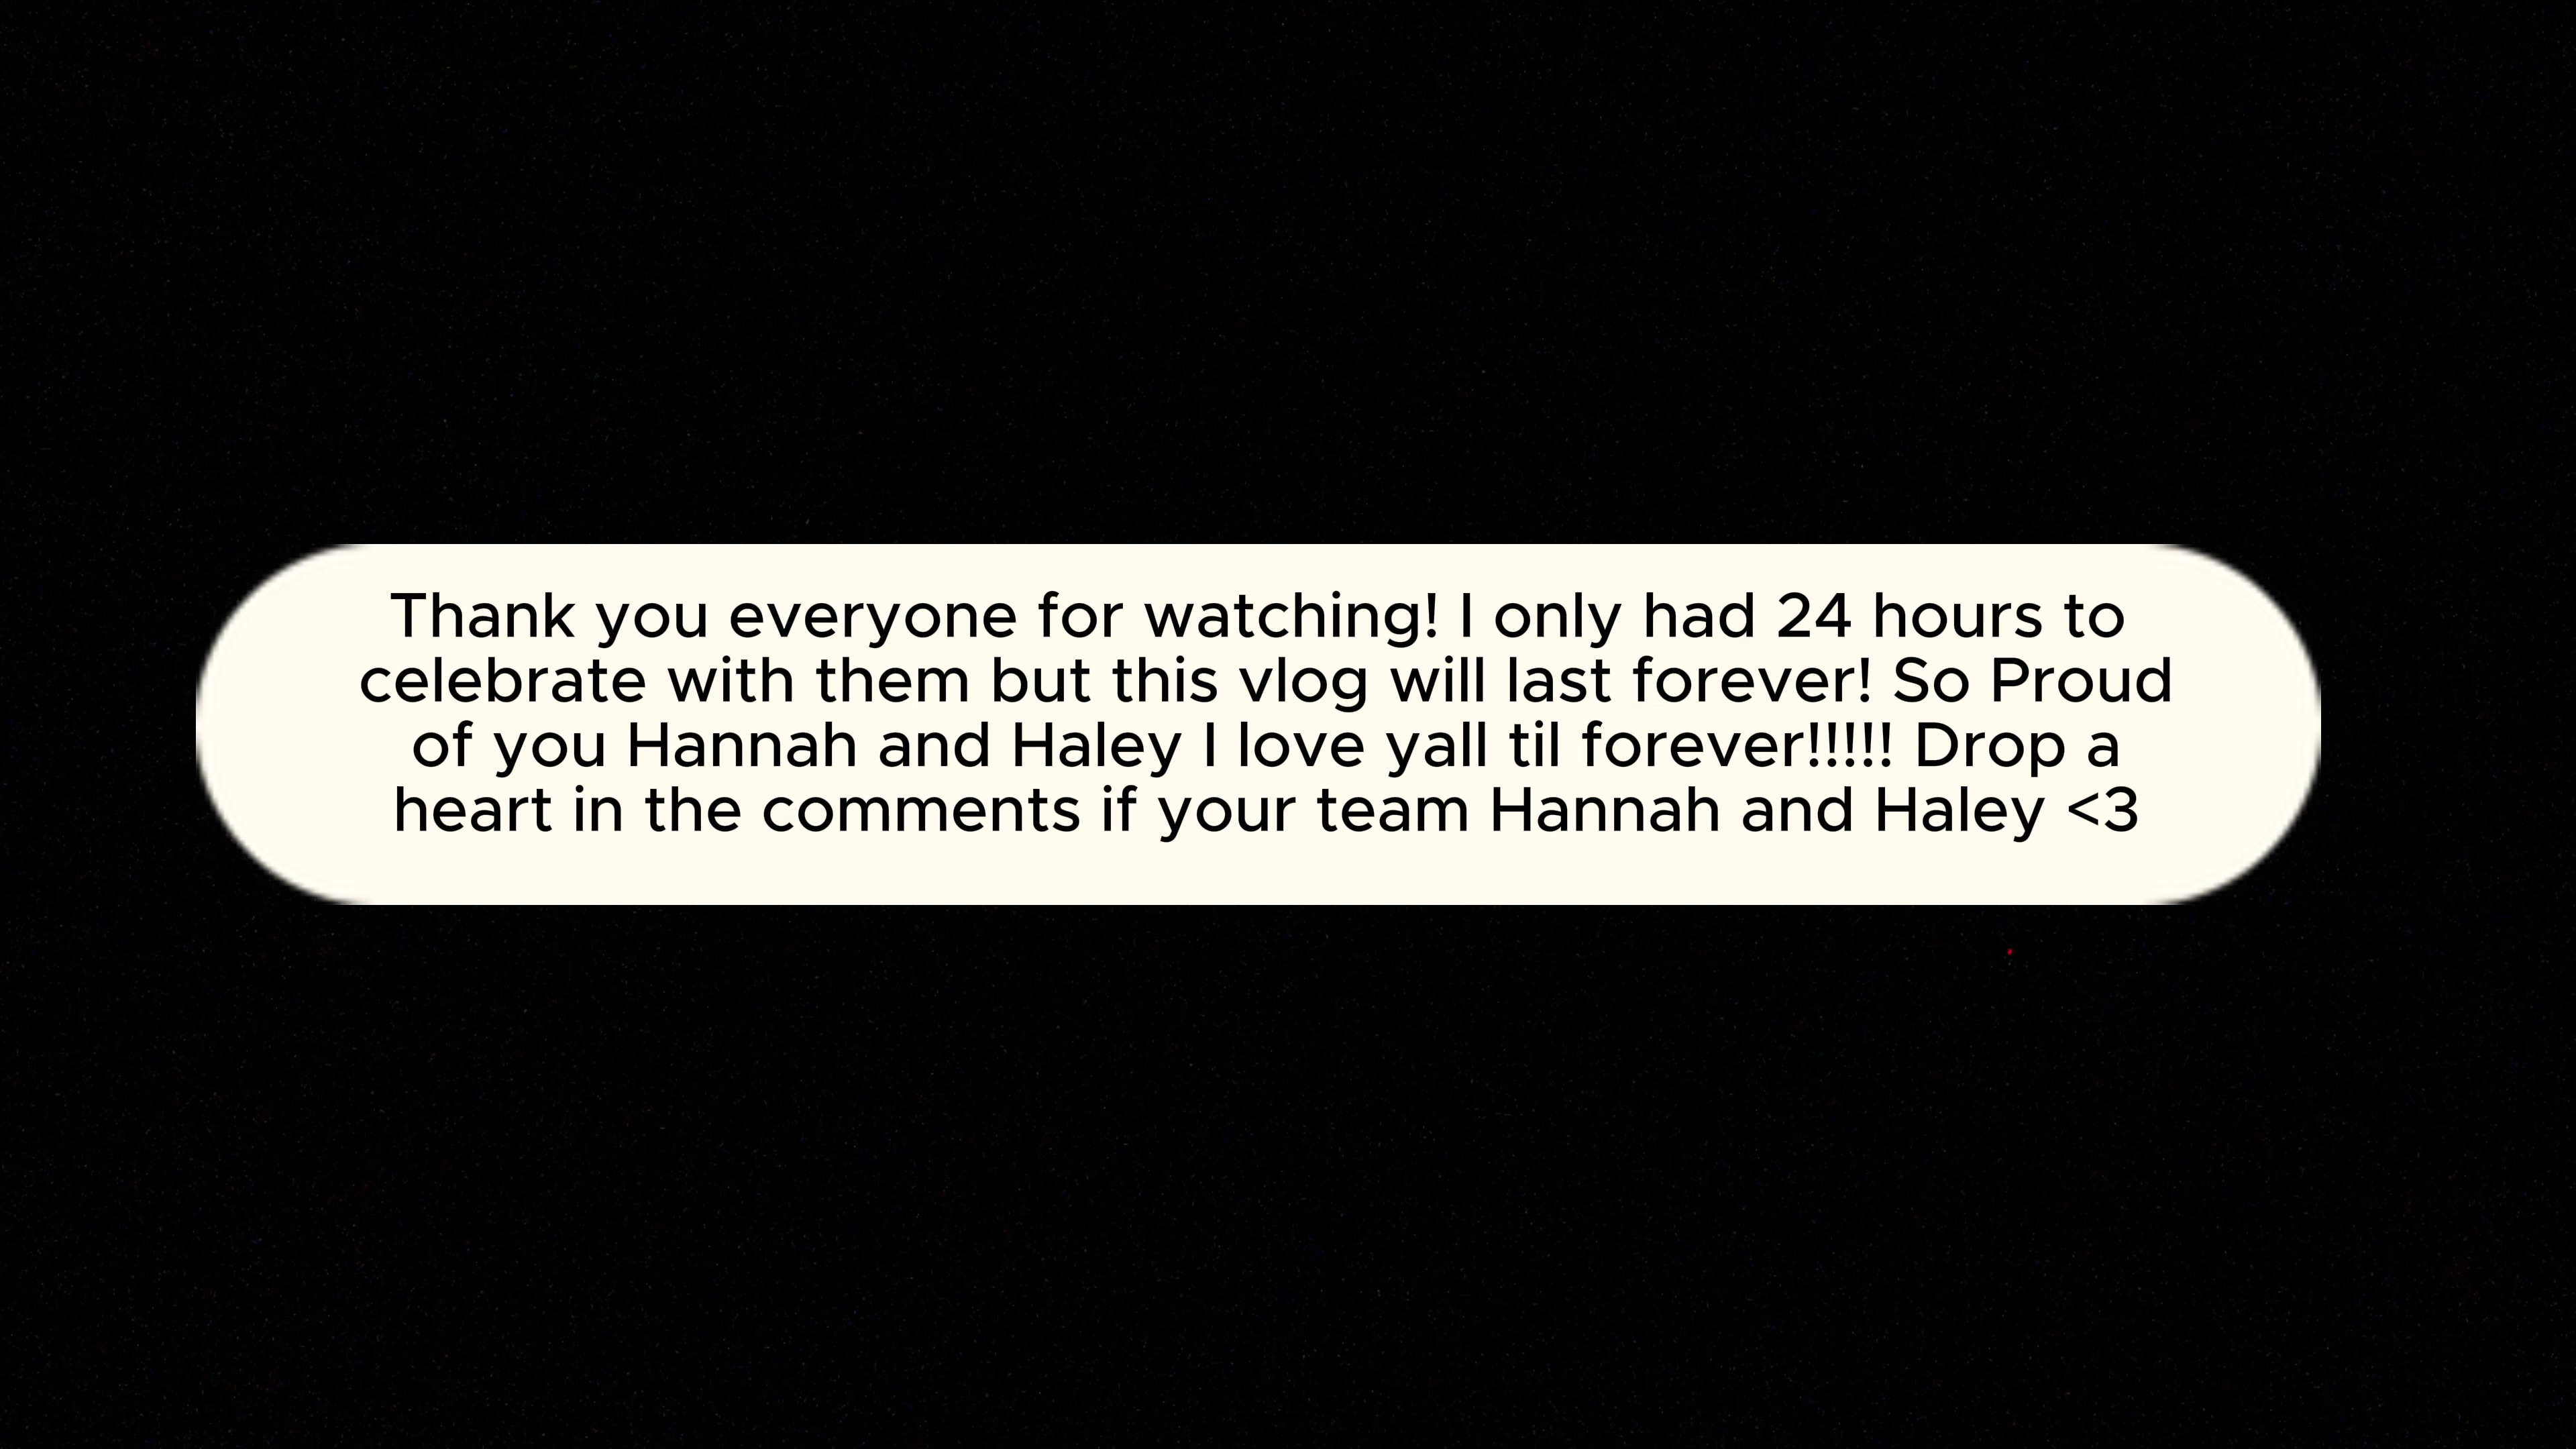 Thank you everyone for watching! I only had 24 hours to
celebrate with them but this vlog will last forever! So Proud
of you Hannah and Haley I love yall til forever!!!!! Drop a
heart in the comments if your team Hannah and Haley <3